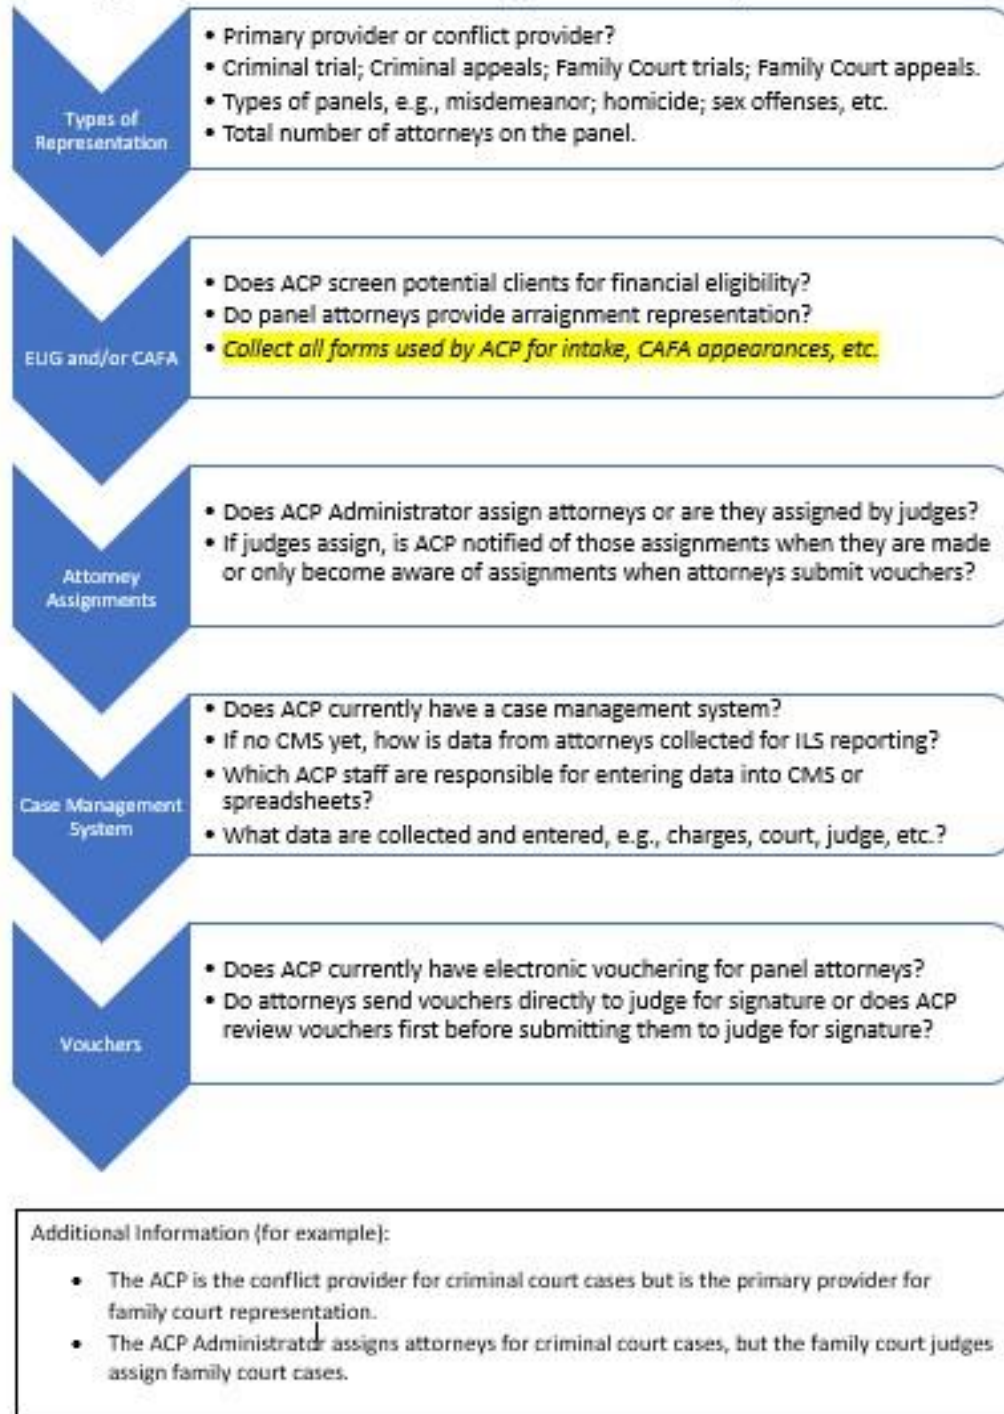 Types of
Representation
• Primary provider or conflict provider?
• Criminal trial; Criminal appeals; Family Court trials; Family Court appeals.
• Types of panels, e.g., misdemeanor; homicide; sex offenses, etc.
• Total number of attorneys on the panel.
ELIG and/or CAFA
• Does ACP screen potential clients for financial eligibility?
• Do panel attorneys provide arraignment representation?
• Collect all forms used by ACP for intake, CAFA appearances, etc.
Attorney
Assignments
• Does ACP Administrator assign attorneys or are they assigned by judges?
• If judges assign, is ACP notified of those assignments when they are made
or only become aware of assignments when attorneys submit vouchers?
Case Management
System
• Does ACP currently have a case management system?
• If no CMS yet, how is data from attorneys collected for ILS reporting?
• Which ACP staff are responsible for entering data into CMS or
spreadsheets?
• What data are collected and entered, e.g., charges, court, judge, etc.?
Vouchers
• Does ACP currently have electronic vouchering for panel attorneys?
• Do attorneys send vouchers directly to judge for signature or does ACP
review vouchers first before submitting them to judge for signature?
Additional Information (for example):
• The ACP is the conflict provider for criminal court cases but is the primary provider for
family court representation.
• The ACP Administrator assigns attorneys for criminal court cases, but the family court judges
assign family court cases.